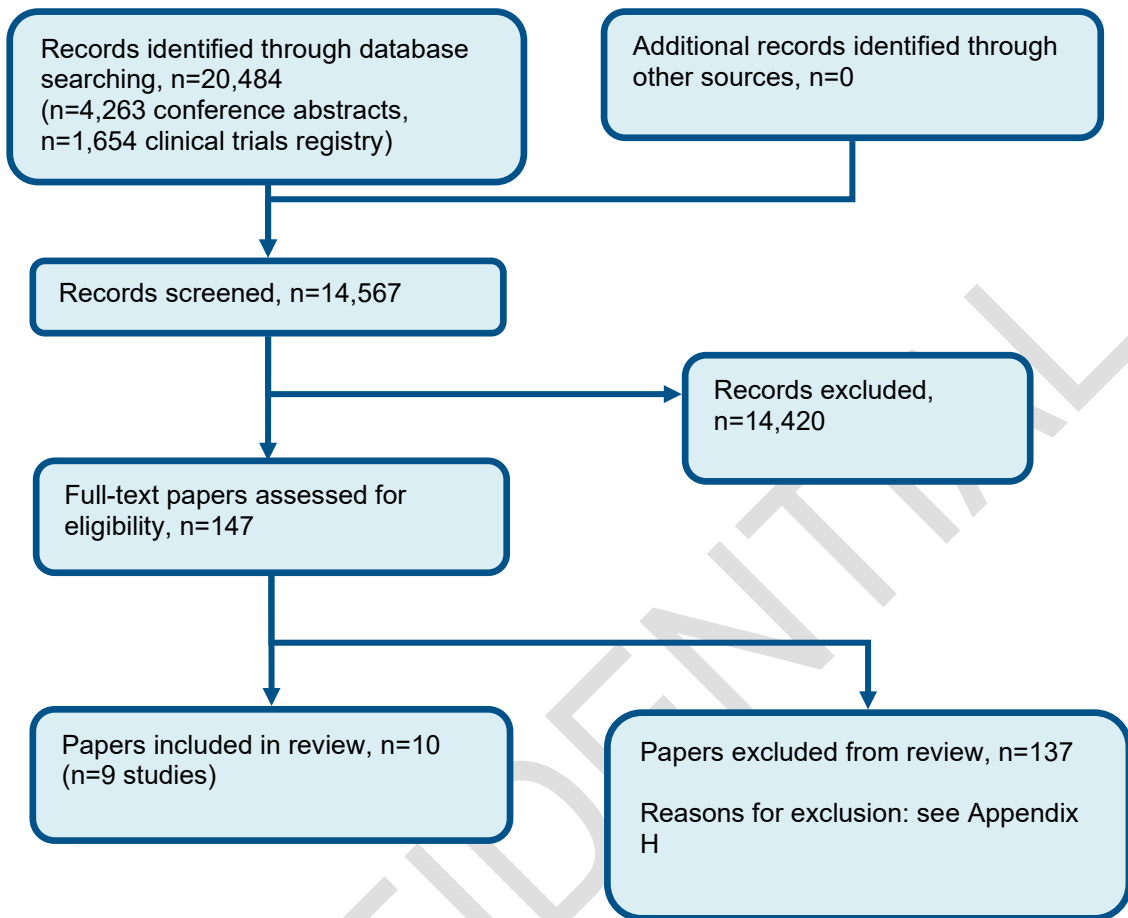 Records identified through database
searching, n=20,484
(n=4,263 conference abstracts,
n=1,654 clinical trials registry)
Additional records identified through
other sources, n=0
Records screened, n=14,567
Records excluded,
n=14,420
Full-text papers assessed for
eligibility, n=147
Papers included in review, n=10
(n=9 studies)
Papers excluded from review, n=137
Reasons for exclusion: see Appendix
H
FIDENTIAL